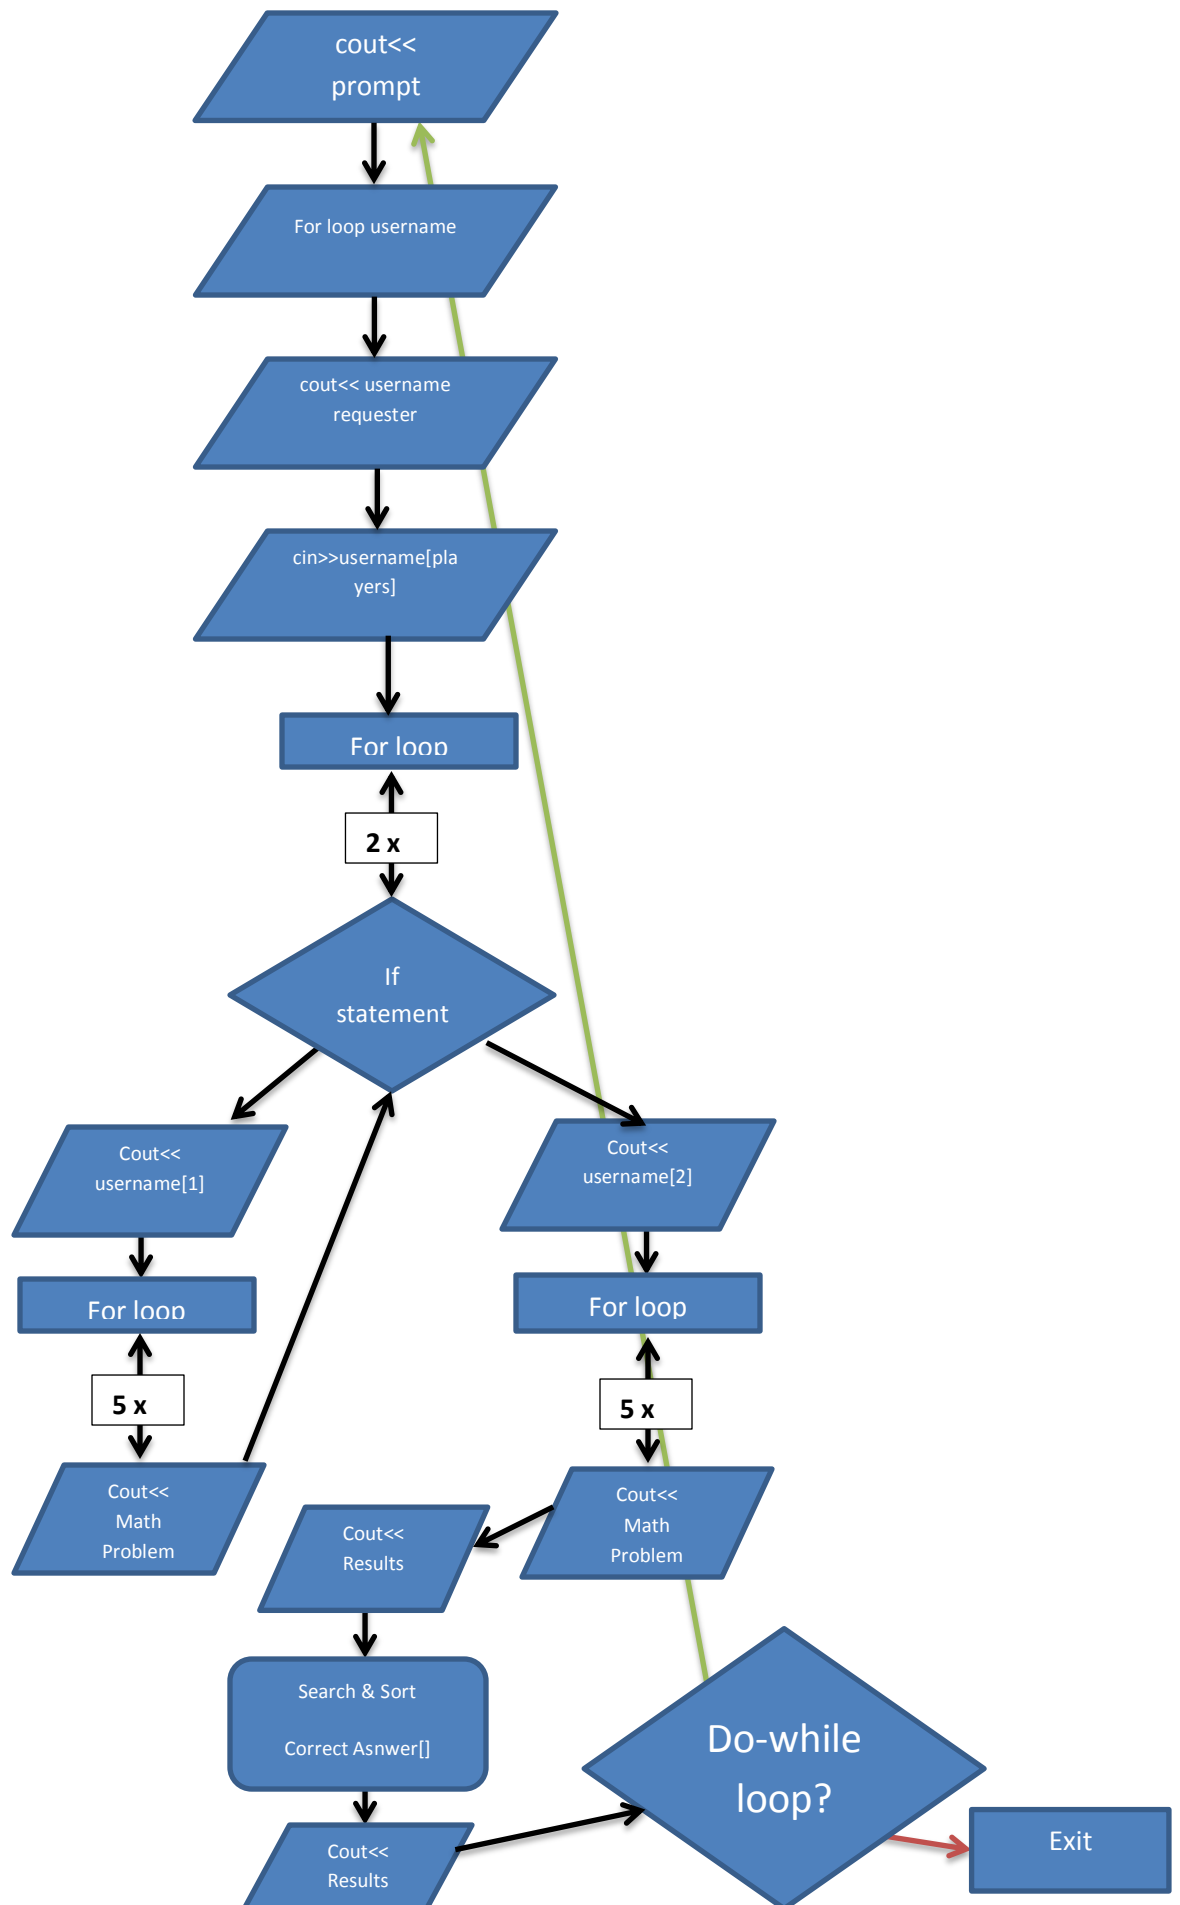 cout<<
prompt
For loop username
cout<< username
requester
cin>>username[pla
yers]
For loop
2 x
If
statement
Cout<<
username[1]
Cout<<
username[2]
For loop
For loop
5 x
5 x
Cout<<
Math
Problem
Cout<<
Math
Problem
Cout<<
Results
Search & Sort
Correct Asnwer[]
Do-while
loop?
Exit
Cout<<
Results